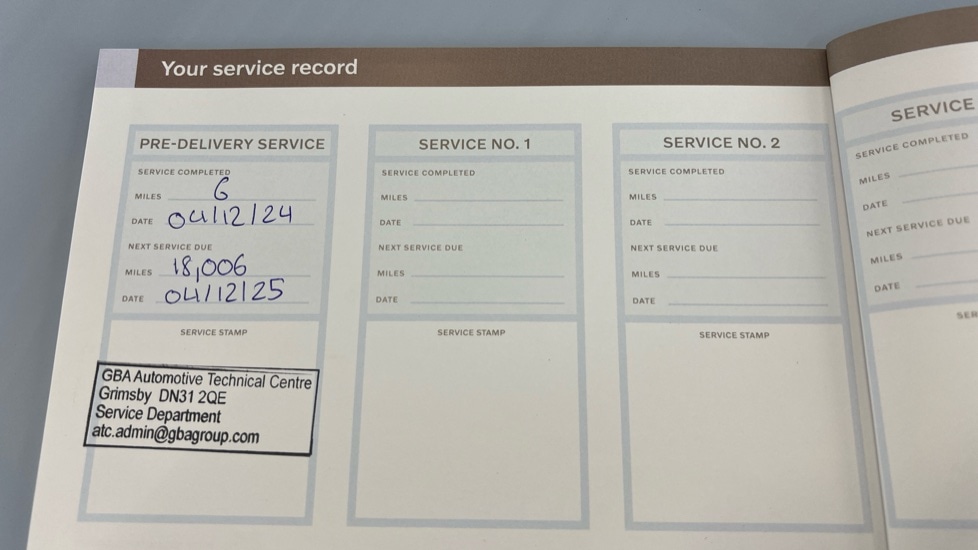 Your service record
PRE-DELIVERY SERVICE
SERVICE COMPLETED
MILES 6
DATE 04/12/24
NEXT SERVICE DUE
MILES 18,006
DATE 04/12/25
SERVICE STAMP
GBA Automotive Technical Centre
Grimsby DN31 2QE
Service Department
atc.admin@gbagroup.com
SERVICE NO. 1
SERVICE COMPLETED
MILES
DATE
NEXT SERVICE DUE
MILES
DATE
SERVICE STAMP
SERVICE NO. 2
SERVICE COMPLETED
MILES
DATE
NEXT SERVICE DUE
MILES
DATE
SERVICE STAMP
SERVICE
SERVICE COMPLETED
MILES
DATE
NEXT SERVICE DUE
MILES
DATE
SER